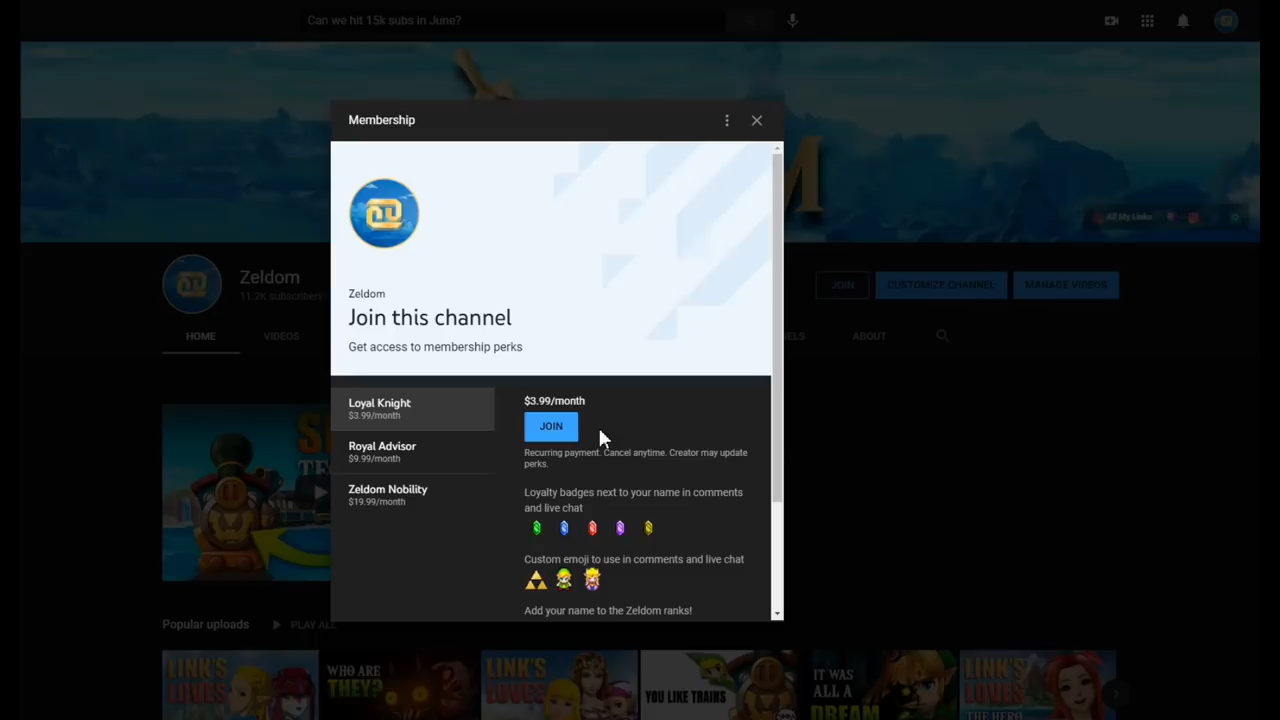 Can we hit 15k subs in June?
Membership
All My Links
Zeldom
Join this channel
Get access to membership perks
Zeldom
11.2K subscribers
JOIN
CUSTOMIZE CHANNEL
MANAGE VIDEOS
HOME
VIDEOS
ABOUT
Loyal Knight
$3.99/month
Royal Advisor
$9.99/month
Zeldom Nobility
$19.99/month
$3.99/month
JOIN
Recurring payment. Cancel anytime. Creator may update
perks.
Loyalty badges next to your name in comments
and live chat
Custom emoji to use in comments and live chat
Add your name to the Zeldom ranks!
Popular uploads
PLAY ALL
LINK'S
LOVES
WHO ARE
THEY?
LINK'S
LOVES
YOU LIKE TRAINS
IT WAS
ALL A
DREAM
LINK'S
LOVES
THE HERO